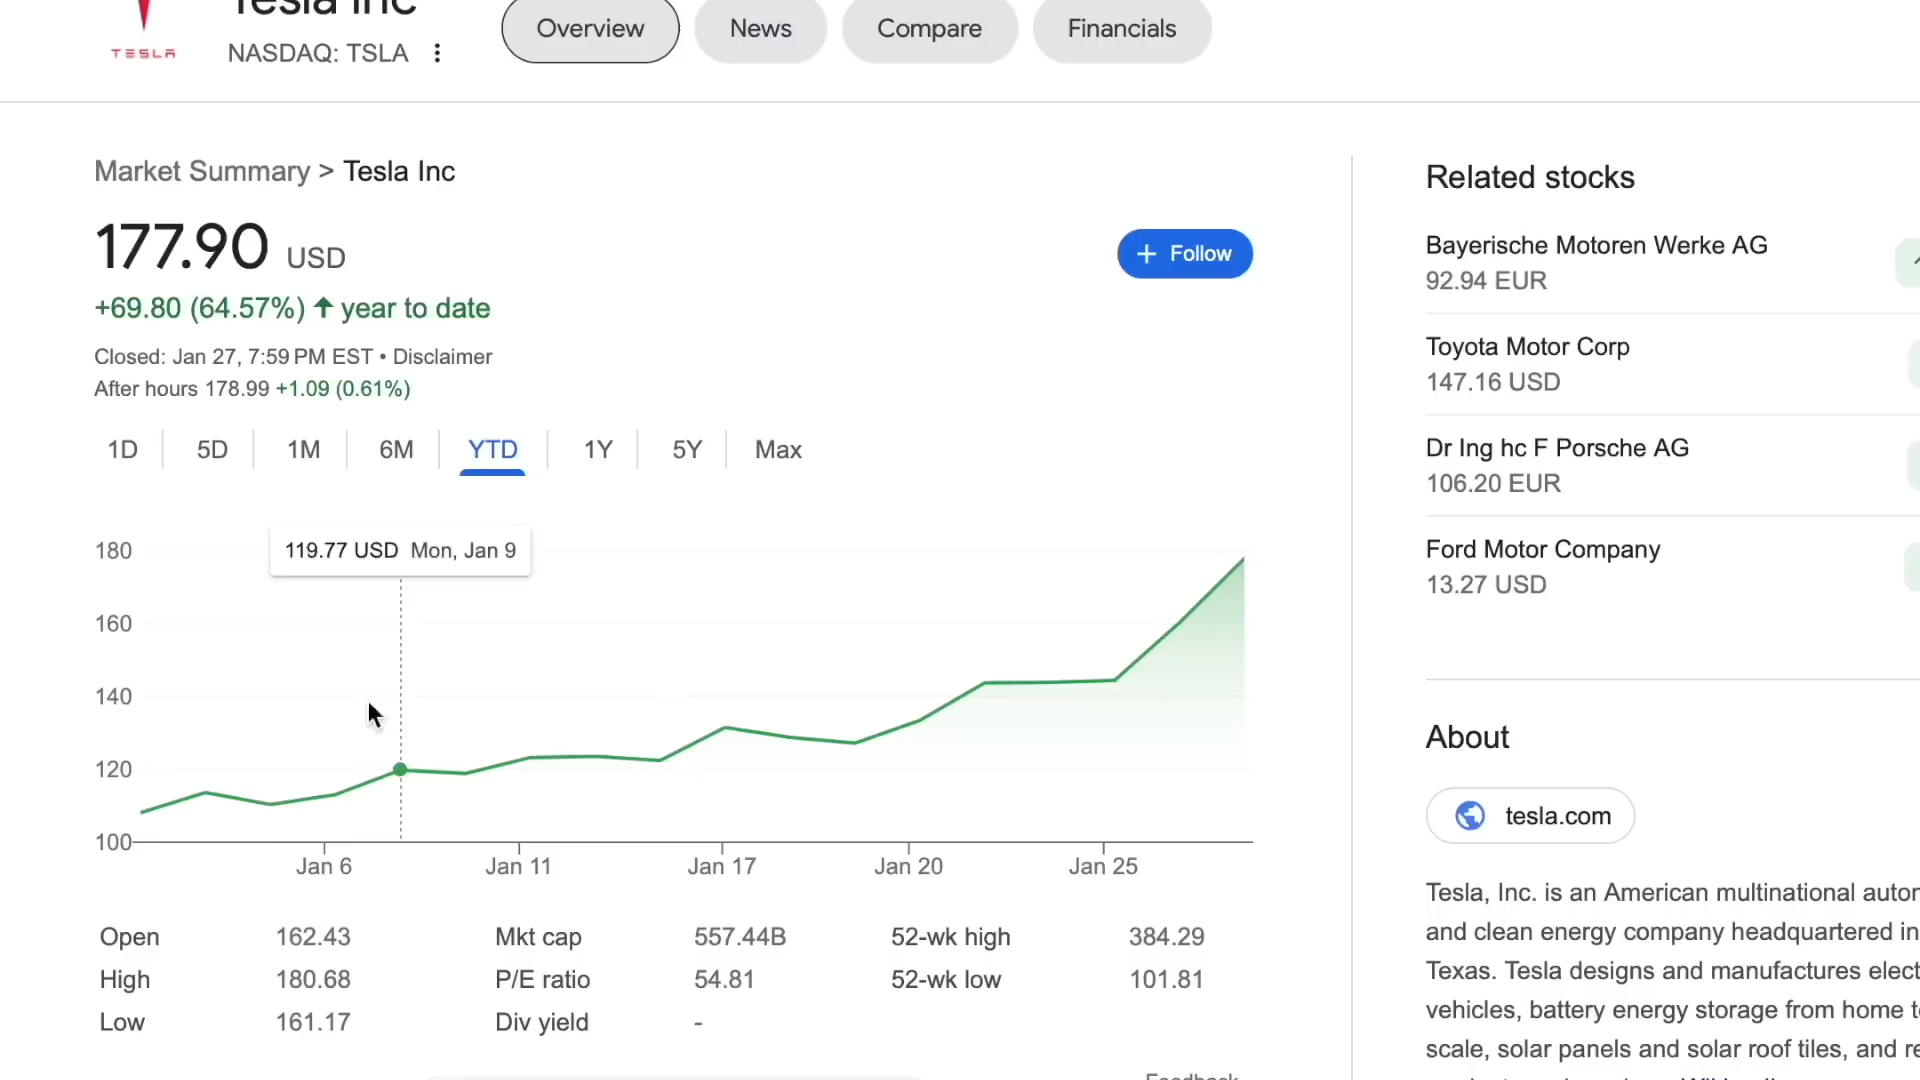 Tesla Inc
TESLA
NASDAQ: TSLA
Overview
News
Compare
Financials
Market Summary > Tesla Inc
177.90 USD
+ Follow
+69.80 (64.57%) ↑ year to date
Closed: Jan 27, 7:59 PM EST • Disclaimer
After hours 178.99 +1.09 (0.61%)
1D 5D 1M 6M YTD 1Y 5Y Max
119.77 USD Mon, Jan 9
180
160
140
120
100
Jan 6 Jan 11 Jan 17 Jan 20 Jan 25
Open 162.43 Mkt cap 557.44B 52-wk high 384.29
High 180.68 P/E ratio 54.81 52-wk low 101.81
Low 161.17 Div yield -
Feedback
Related stocks
Bayerische Motoren Werke AG
92.94 EUR
Toyota Motor Corp
147.16 USD
Dr Ing hc F Porsche AG
106.20 EUR
Ford Motor Company
13.27 USD
About
tesla.com
Tesla, Inc. is an American multinational autor
and clean energy company headquartered in
Texas. Tesla designs and manufactures elect
vehicles, battery energy storage from home t
scale, solar panels and solar roof tiles, and re